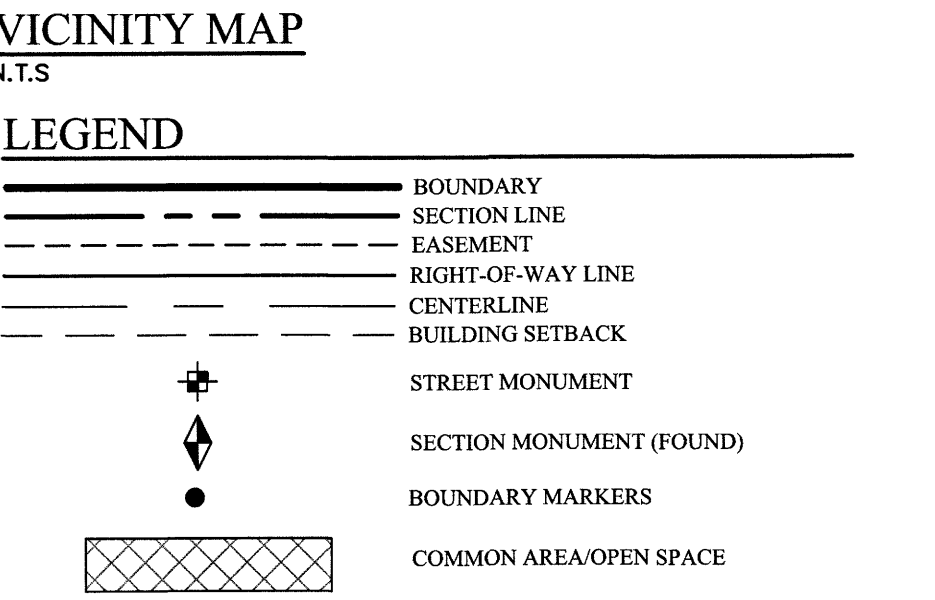 VICINITY MAP
N.T.S
LEGEND
BOUNDARY
SECTION LINE
EASEMENT
RIGHT-OF-WAY LINE
CENTERLINE
BUILDING SETBACK
STREET MONUMENT
SECTION MONUMENT (FOUND)
BOUNDARY MARKERS
COMMON AREA/OPEN SPACE